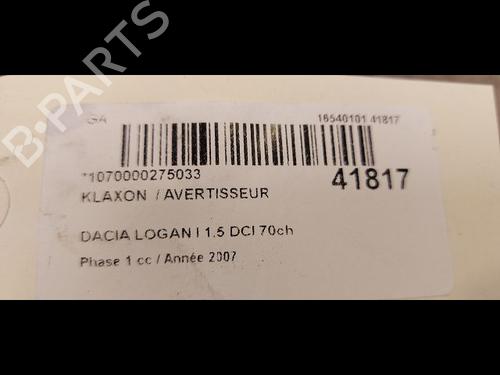 GA 16540101 41817
*1070000275033 41817
KLAXON / AVERTISSEUR
DACIA LOGAN I 1.5 DCI 70ch
Phase 1 cc / Année 2007
B-PARTS